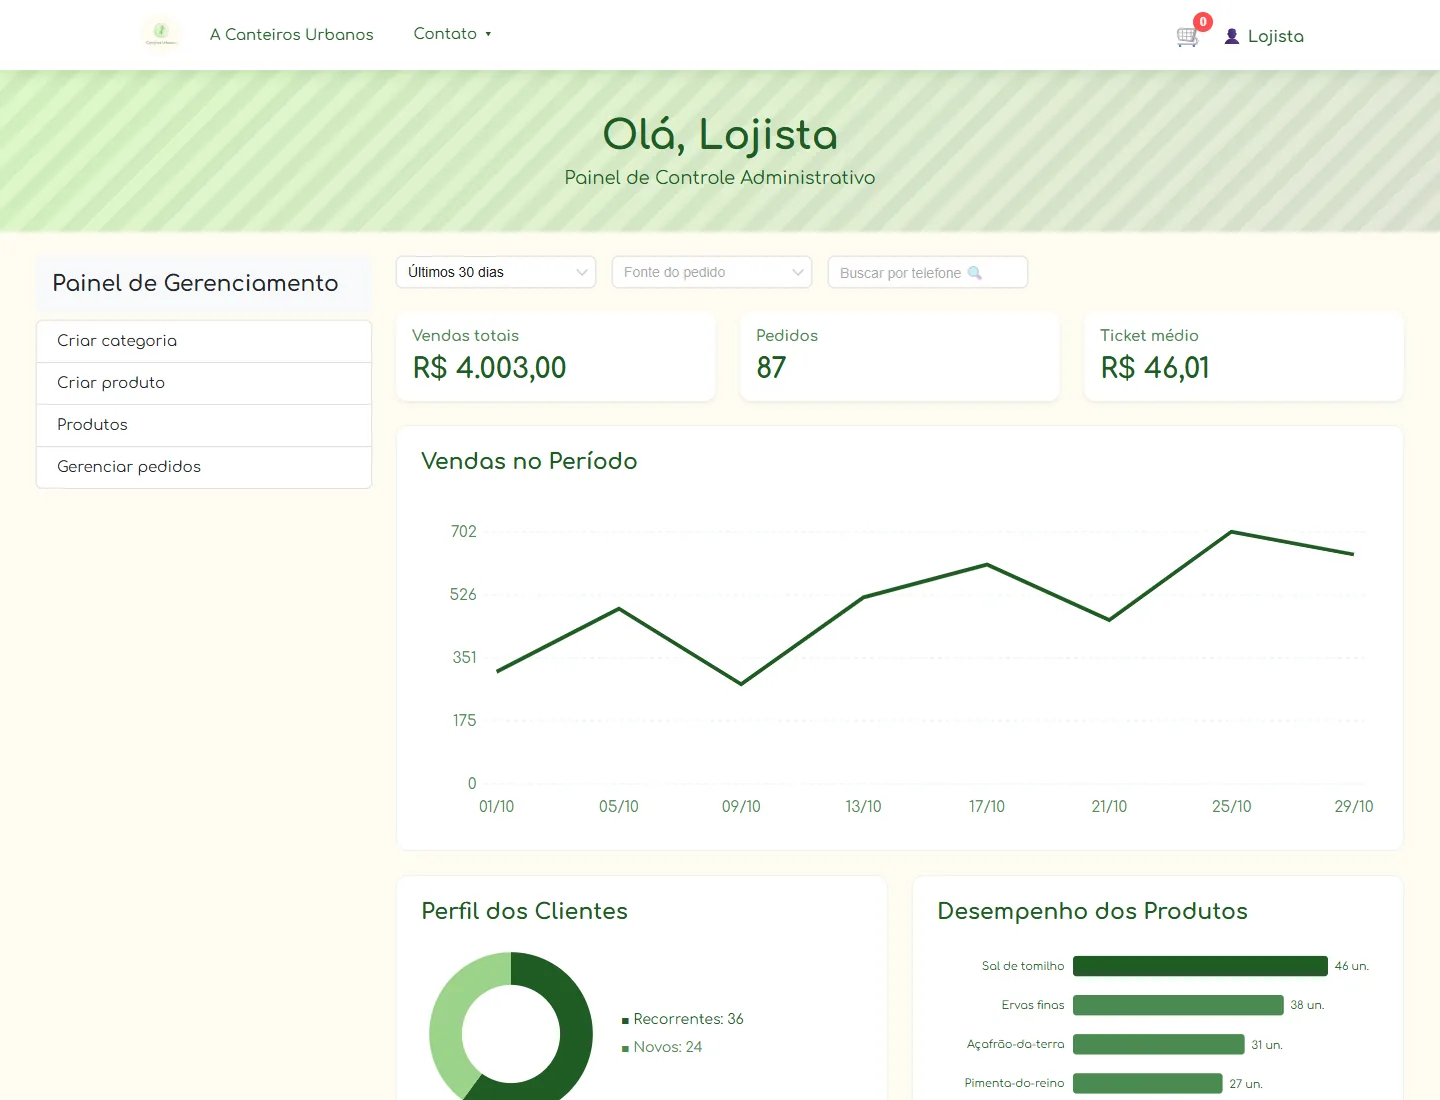 A Canteiros Urbanos
Contato ▾
0
Lojista
Olá, Lojista
Painel de Controle Administrativo
Painel de Gerenciamento
Criar categoria
Criar produto
Produtos
Gerenciar pedidos
Últimos 30 dias
Fonte do pedido
Buscar por telefone 🔍
Vendas totais
R$ 4.003,00
Pedidos
87
Ticket médio
R$ 46,01
Vendas no Período
702
526
351
175
0
01/10 05/10 09/10 13/10 17/10 21/10 25/10 29/10
Perfil dos Clientes
Recorrentes: 36
Novos: 24
Desempenho dos Produtos
Sal de tomilho 46 un.
Ervas finas 38 un.
Açafrão-da-terra 31 un.
Pimenta-do-reino 27 un.